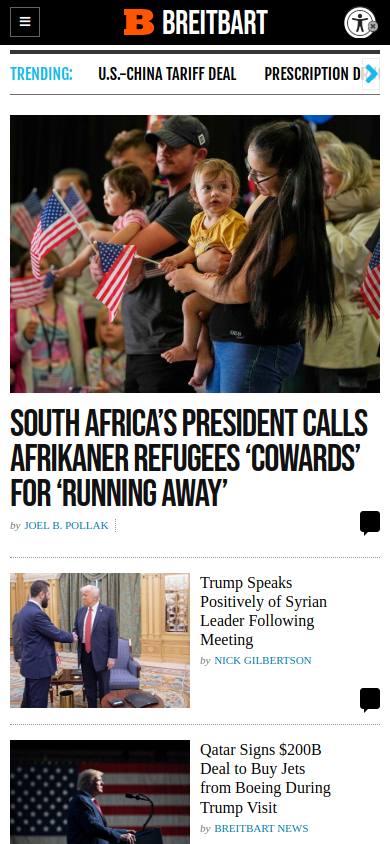 B BREITBART
TRENDING: U.S.-CHINA TARIFF DEAL PRESCRIPTION D
SOUTH AFRICA’S PRESIDENT CALLS
AFRIKANER REFUGEES ‘COWARDS’
FOR ‘RUNNING AWAY’
by JOEL B. POLLAK
Trump Speaks
Positively of Syrian
Leader Following
Meeting
by NICK GILBERTSON
Qatar Signs $200B
Deal to Buy Jets
from Boeing During
Trump Visit
by BREITBART NEWS